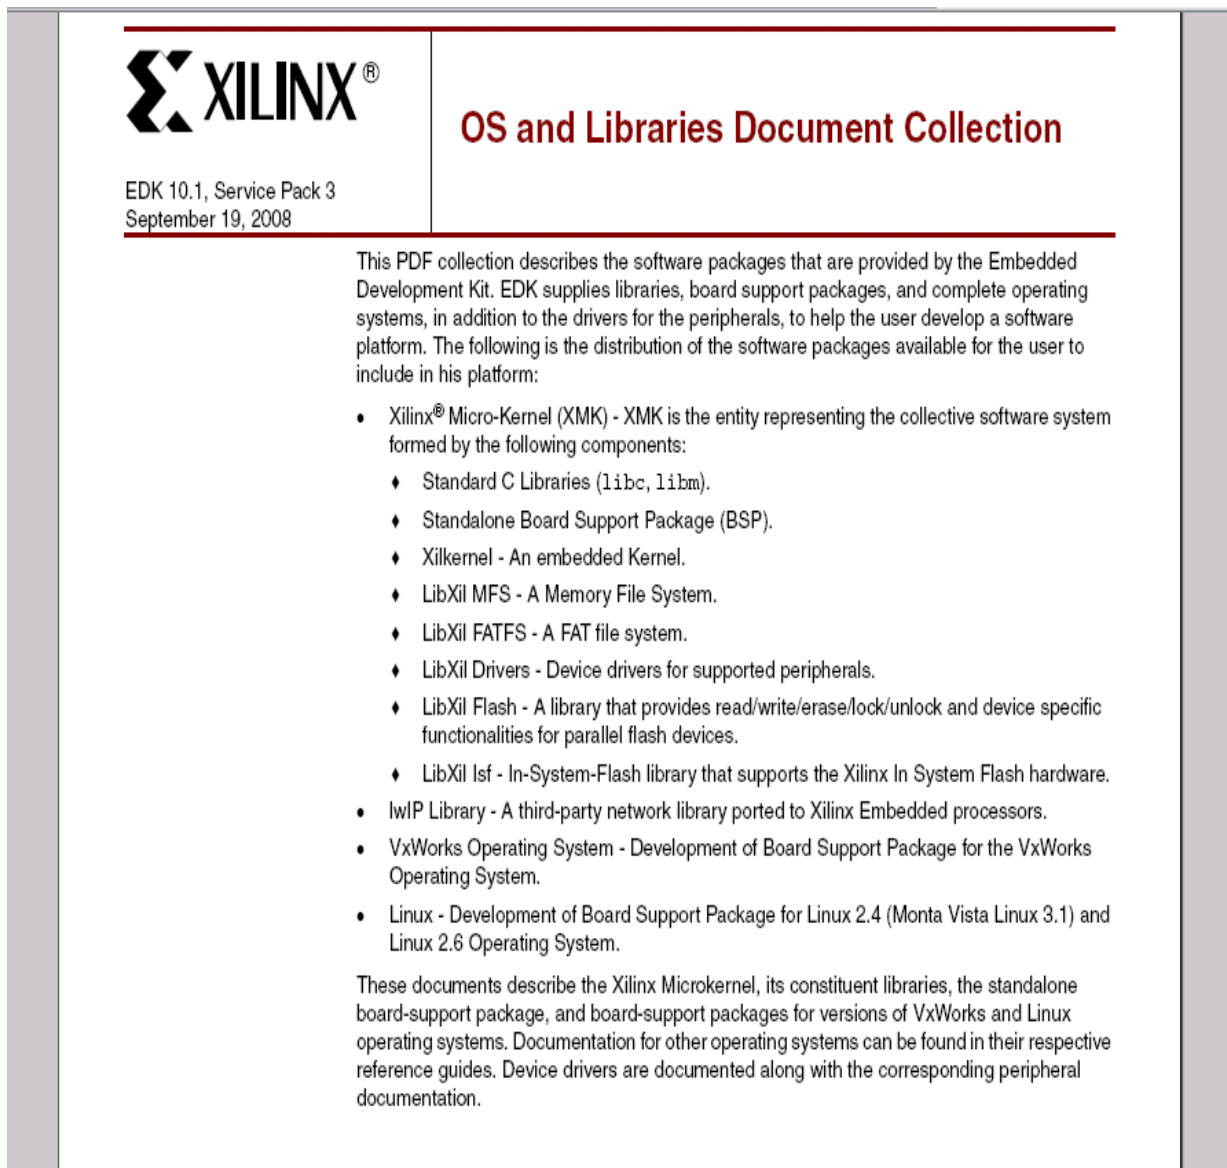 XILINX®
OS and Libraries Document Collection
EDK 10.1, Service Pack 3
September 19, 2008
This PDF collection describes the software packages that are provided by the Embedded
Development Kit. EDK supplies libraries, board support packages, and complete operating
systems, in addition to the drivers for the peripherals, to help the user develop a software
platform. The following is the distribution of the software packages available for the user to
include in his platform:
• Xilinx® Micro-Kernel (XMK) - XMK is the entity representing the collective software system
formed by the following components:
♦ Standard C Libraries (libc, libm).
♦ Standalone Board Support Package (BSP).
♦ Xilkernel - An embedded Kernel.
♦ LibXil MFS - A Memory File System.
♦ LibXil FATFS - A FAT file system.
♦ LibXil Drivers - Device drivers for supported peripherals.
♦ LibXil Flash - A library that provides read/write/erase/lock/unlock and device specific
functionalities for parallel flash devices.
♦ LibXil Isf - In-System-Flash library that supports the Xilinx In System Flash hardware.
• lwIP Library - A third-party network library ported to Xilinx Embedded processors.
• VxWorks Operating System - Development of Board Support Package for the VxWorks
Operating System.
• Linux - Development of Board Support Package for Linux 2.4 (Monta Vista Linux 3.1) and
Linux 2.6 Operating System.
These documents describe the Xilinx Microkernel, its constituent libraries, the standalone
board-support package, and board-support packages for versions of VxWorks and Linux
operating systems. Documentation for other operating systems can be found in their respective
reference guides. Device drivers are documented along with the corresponding peripheral
documentation.